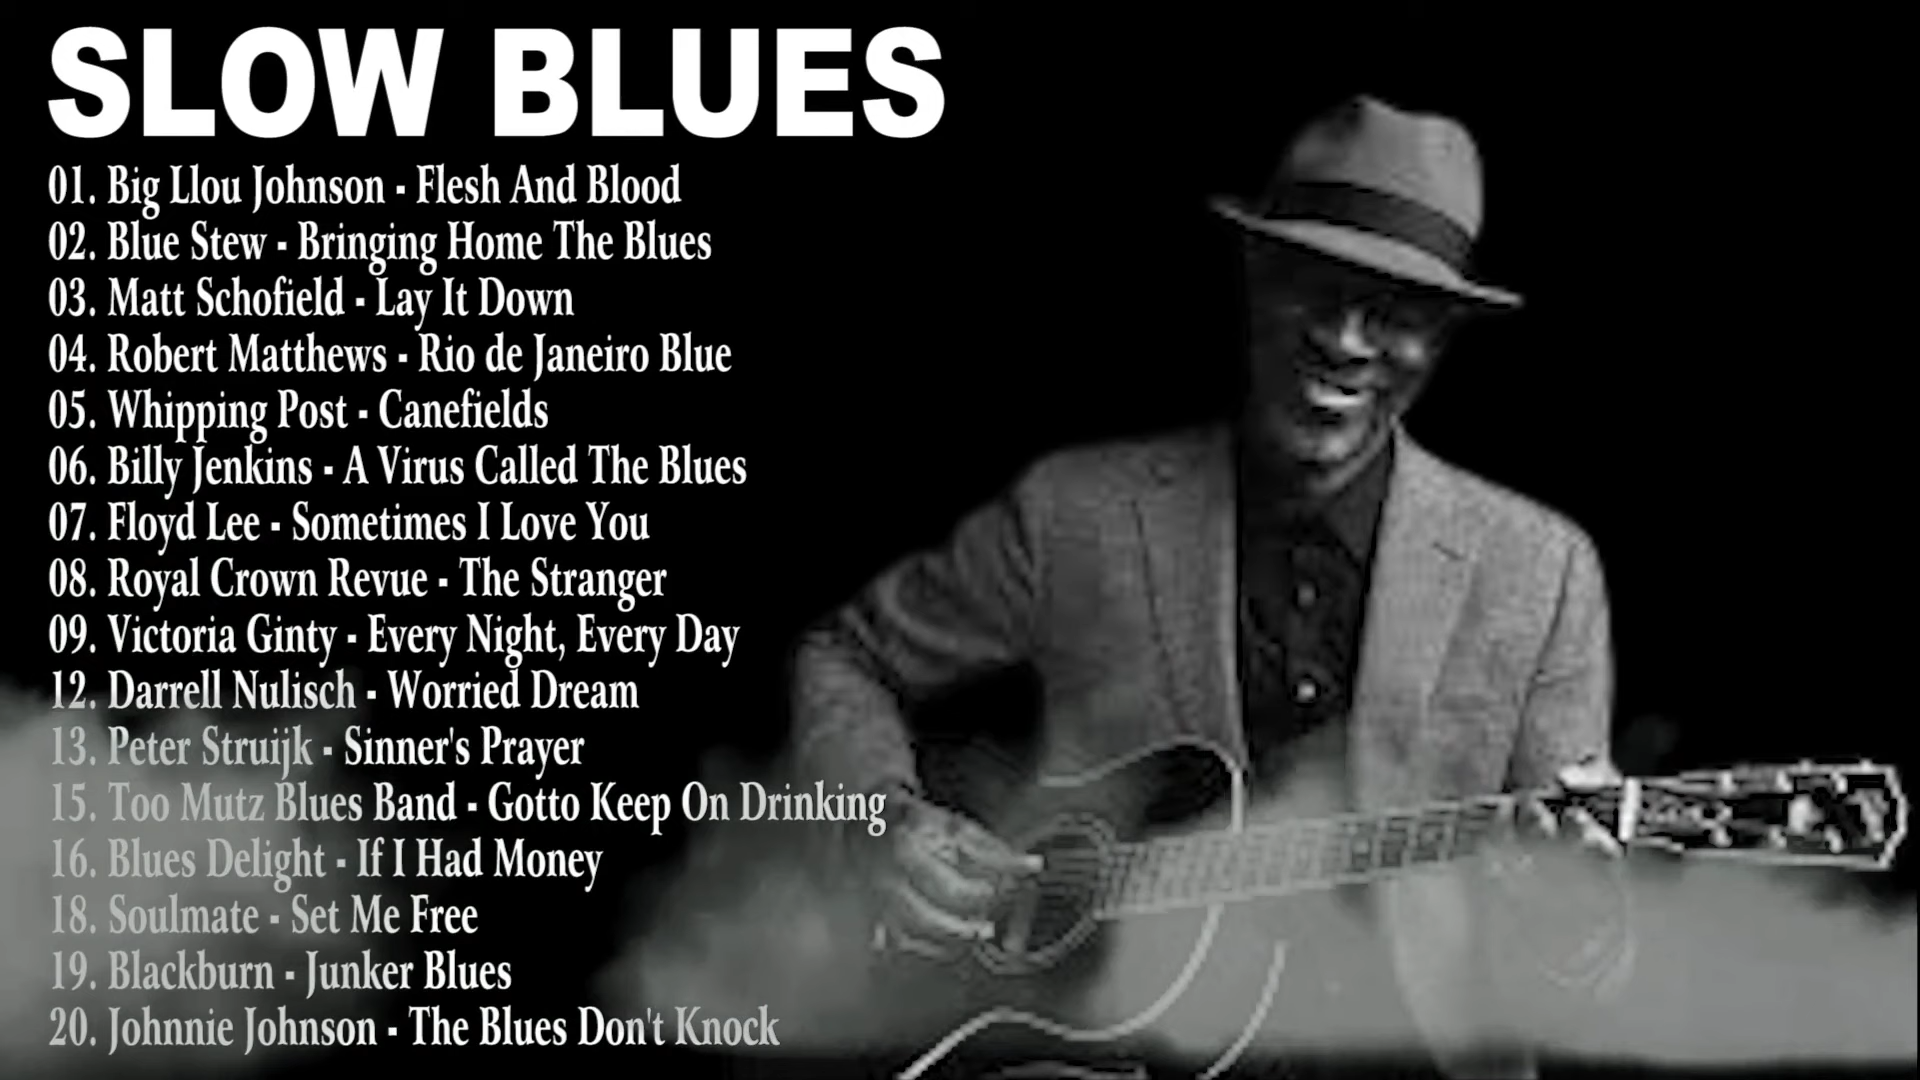 SLOW BLUES
01. Big Llou Johnson - Flesh And Blood
02. Blue Stew - Bringing Home The Blues
03. Matt Schofield - Lay It Down
04. Robert Matthews - Rio de Janeiro Blue
05. Whipping Post - Canefields
06. Billy Jenkins - A Virus Called The Blues
07. Floyd Lee - Sometimes I Love You
08. Royal Crown Revue - The Stranger
09. Victoria Ginty - Every Night, Every Day
12. Darrell Nulisch - Worried Dream
13. Peter Struijk - Sinner's Prayer
15. Too Mutz Blues Band - Gotto Keep On Drinking
16. Blues Delight - If I Had Money
18. Soulmate - Set Me Free
19. Blackburn - Junker Blues
20. Johnnie Johnson - The Blues Don't Knock